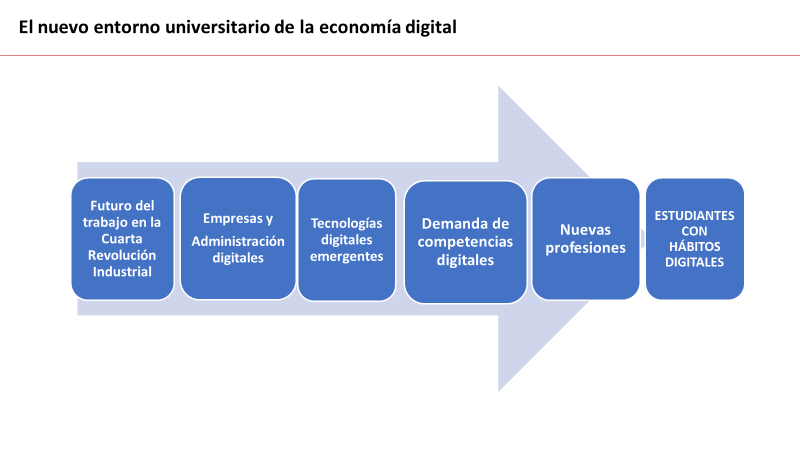 El nuevo entorno universitario de la economía digital
Futuro del
trabajo en la
Cuarta
Revolución
Industrial
Empresas y
Administración
digitales
Tecnologías
digitales
emergentes
Demanda de
competencias
digitales
Nuevas
profesiones
ESTUDIANTES
CON
HÁBITOS
DIGITALES